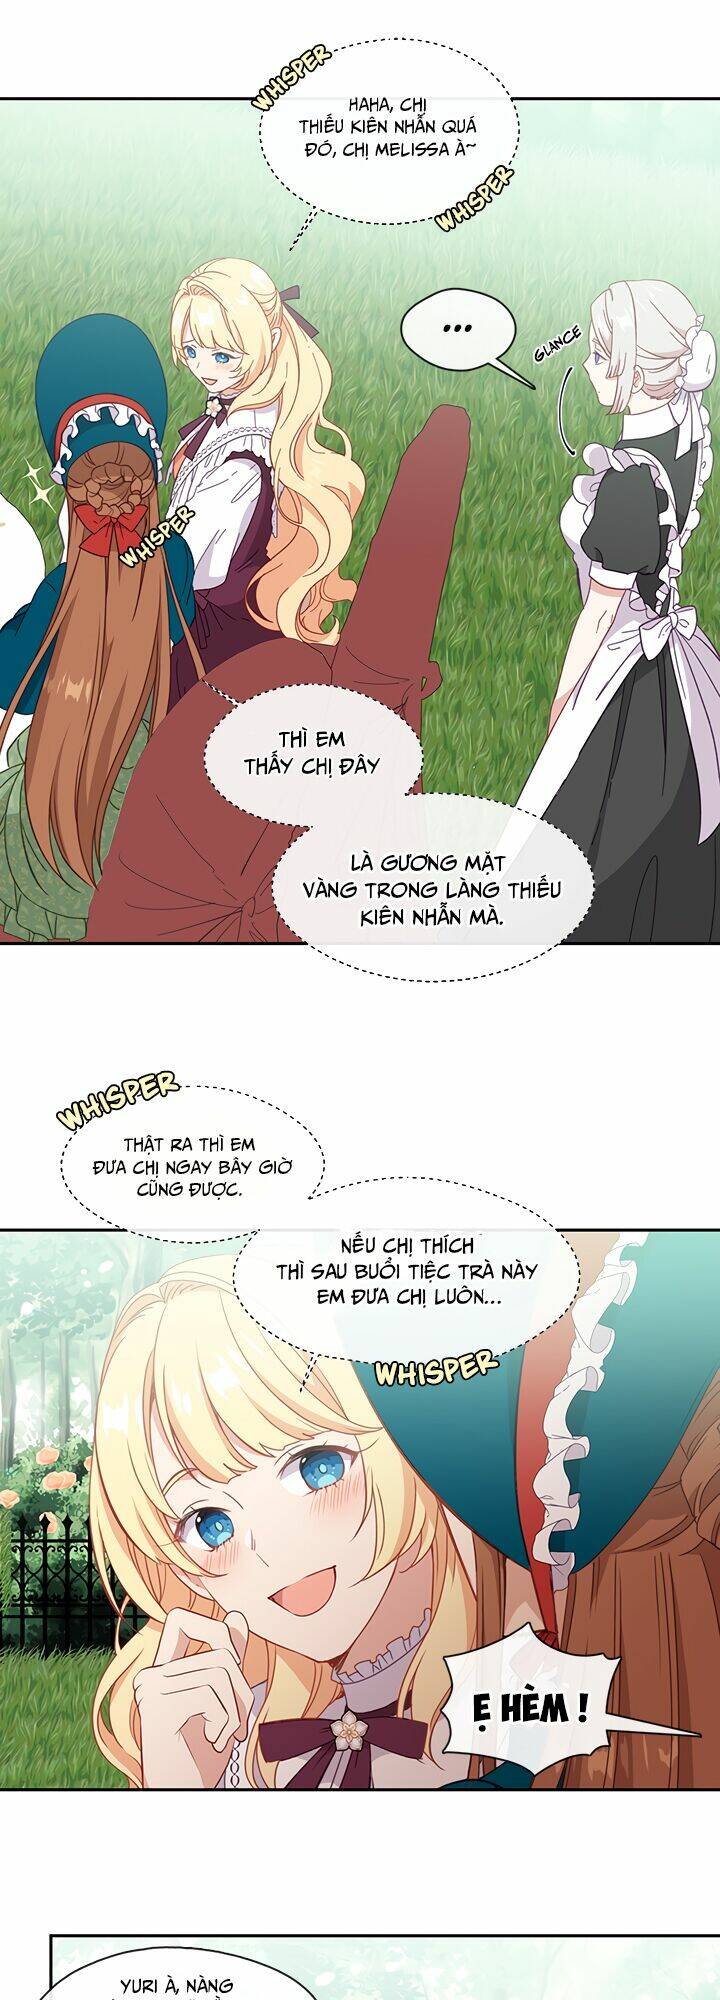 WHISPER
HAHA, CHỊ
THIẾU KIÊN NHẪN QUÁ
ĐÓ, CHỊ MELISSA À~
WHISPER
...
GLANCE
WHISPER
THÌ EM
THẤY CHỊ ĐÂY
LÀ GƯƠNG MẶT
VÀNG TRONG LÀNG THIẾU
KIÊN NHẪN MÀ.
WHISPER
THẬT RA THÌ EM
ĐƯA CHỊ NGAY BÂY GIỜ
CŨNG ĐƯỢC.
NẾU CHỊ THÍCH
THÌ SAU BUỔI TIỆC TRÀ NÀY
EM ĐƯA CHỊ LUÔN...
WHISPER
Ẹ HÈM !
YURI À, NÀNG